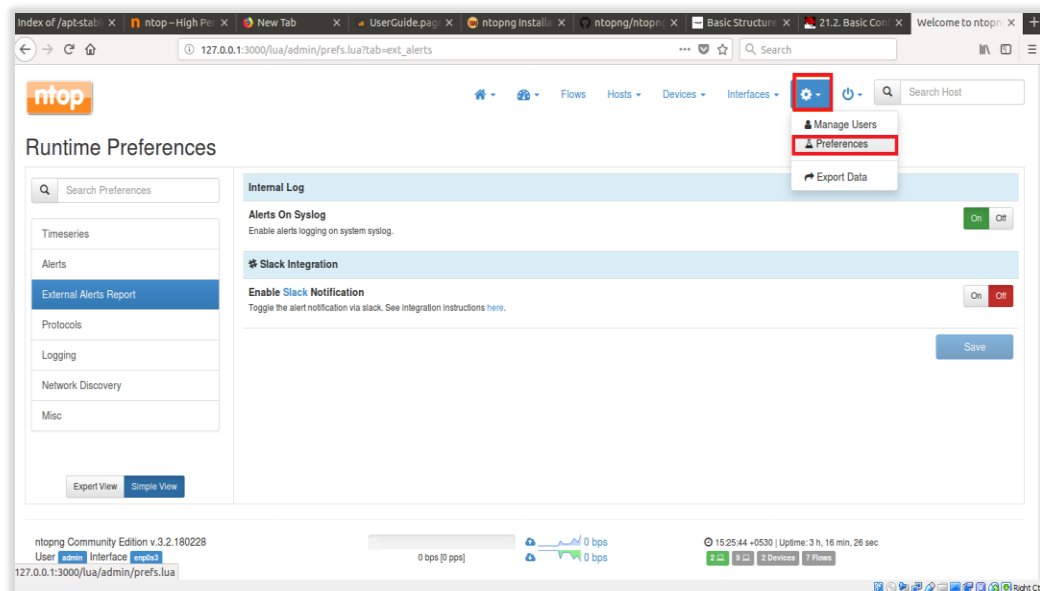 Index of /apt-stabl
ntop – High Per
New Tab
UserGuide.page
ntopng Installa
ntopng/ntopng
Basic Structure
21.2. Basic Conf
Welcome to ntopn
127.0.0.1:3000/lua/admin/prefs.lua?tab=ext_alerts
Search
ntop
Flows
Hosts
Devices
Interfaces
Search Host
Manage Users
Preferences
Export Data
Runtime Preferences
Search Preferences
Timeseries
Alerts
External Alerts Report
Protocols
Logging
Network Discovery
Misc
Expert View Simple View
Internal Log
Alerts On Syslog
Enable alerts logging on system syslog.
On Off
Slack Integration
Enable Slack Notification
Toggle the alert notification via slack. See integration instructions here.
On Off
Save
ntopng Community Edition v.3.2.180228
User admin Interface enp0s3
127.0.0.1:3000/lua/admin/prefs.lua
0 bps [0 pps]
0 bps
0 bps
15:25:44 +0530 | Uptime: 3 h, 16 min, 26 sec
2 9 2 Devices 7 Flows
Right Ct